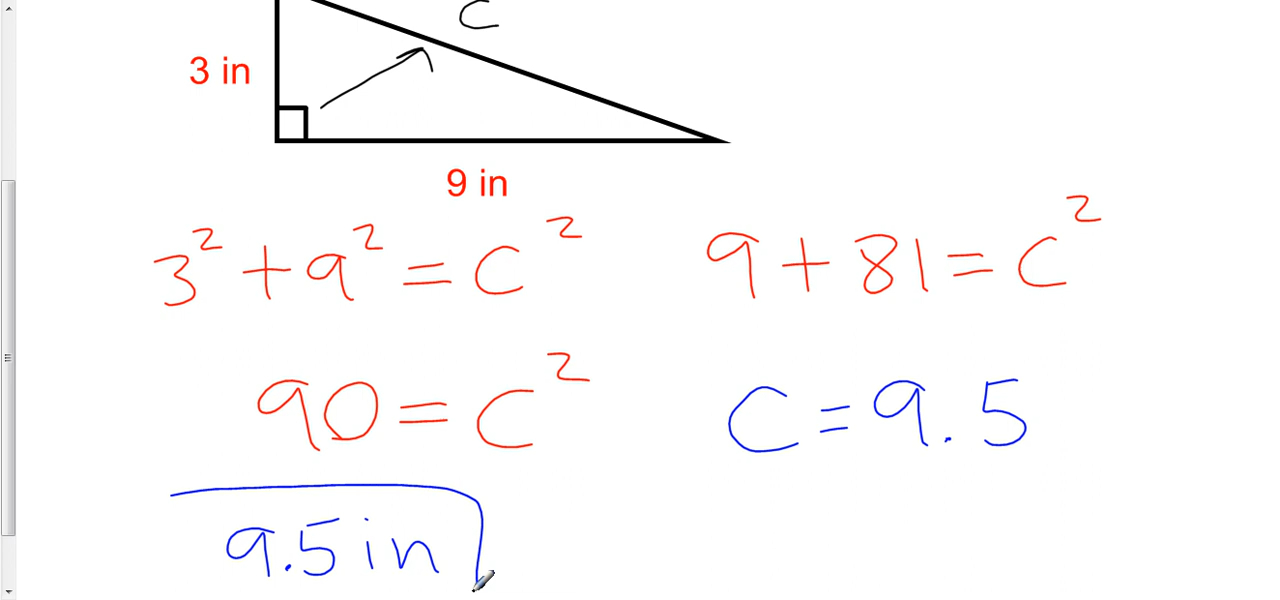 C
3 in
9 in
3² + 9² = C²
9 + 81 = C²
90 = C²
C = 9.5
9.5 in